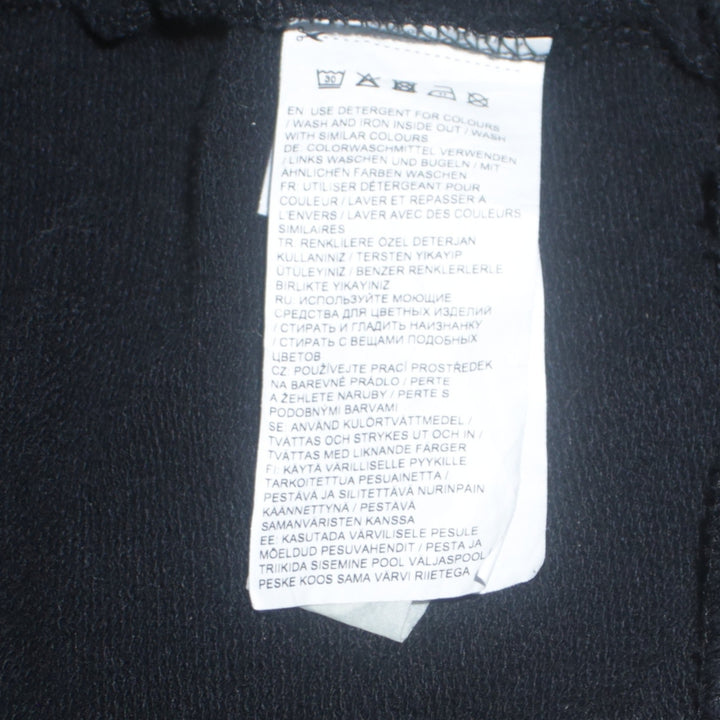 30
EN: USE DETERGENT FOR COLOURS
/ WASH AND IRON INSIDE OUT / WASH
WITH SIMILAR COLOURS
DE: COLORWASCHMITTEL VERWENDEN
/ LINKS WASCHEN UND BÜGELN / MIT
ÄHNLICHEN FARBEN WASCHEN
FR: UTILISER DÉTERGEANT POUR
COULEUR / LAVER ET REPASSER À
L'ENVERS / LAVER AVEC DES COULEURS
SIMILAIRES
TR: RENKLILERE ÖZEL DETERJAN
KULLANINIZ / TERSTEN YIKAYIP
ÜTÜLEYINIZ / BENZER RENKLERLERLE
BIRLIKTE YIKAYINIZ
RU: ИСПОЛЬЗУЙТЕ МОЮЩИЕ
СРЕДСТВА ДЛЯ ЦВЕТНЫХ ИЗДЕЛИЙ
/ СТИРАТЬ И ГЛАДИТЬ НАИЗНАНКУ
/ СТИРАТЬ С ВЕЩАМИ ПОДОБНЫХ
ЦВЕТОВ
CZ: POUŽÍVEJTE PRACÍ PROSTŘEDEK
NA BAREVNÉ PRÁDLO / PERTE
A ŽEHLETE NARUBY / PERTE S
PODOBNÝMI BARVAMI
SE: ANVÄND KULÖRTVÄTTMEDEL /
TVÄTTAS OCH STRYKES UT OCH IN /
TVÄTTAS MED LIKNANDE FÄRGER
FI: KÄYTÄ VÄRILLISELLE PYYKILLE
TARKOITETTUA PESUAINETTA /
PESTÄVÄ JA SILITETTÄVÄ NURINPAIN
KÄÄNNETTYNÄ / PESTÄVÄ
SAMANVÄRISTEN KANSSA
EE: KASUTADA VÄRVILISELE PESULE
MÕELDUD PESUVAHENDIT / PESTA JA
TRIIKIDA SISEMINE POOL VÄLJASPOOL
PESKE KOOS SAMA VÄRVI RIIETEGA